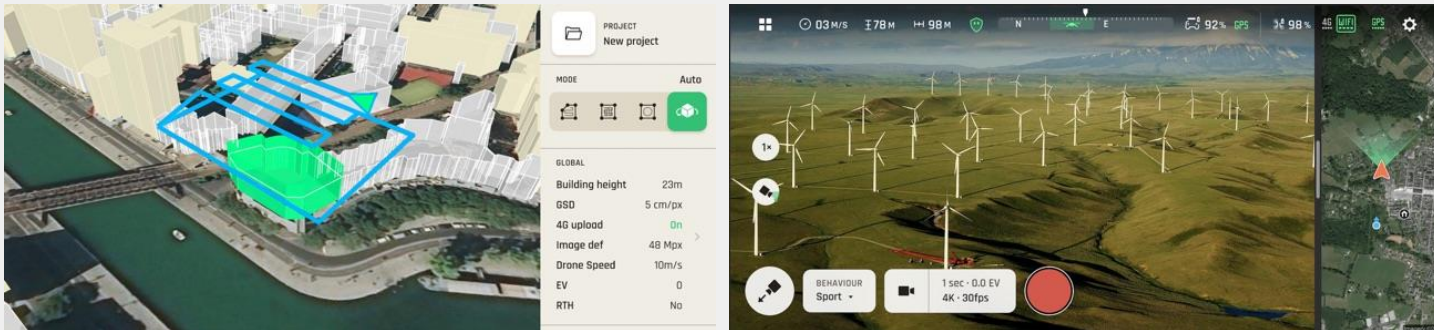 PROJECT
New project
MODE Auto
GLOBAL
Building height 23m
GSD 5 cm/px
4G upload On
Image def 48 Mpx
Drone Speed 10m/s
EV 0
RTH No
03 M/S 78 M 98 M N E 92% GPS 98% 4G WIFI GPS
1×
BEHAVIOUR
Sport
1 sec · 0.0 EV
4K · 30fps